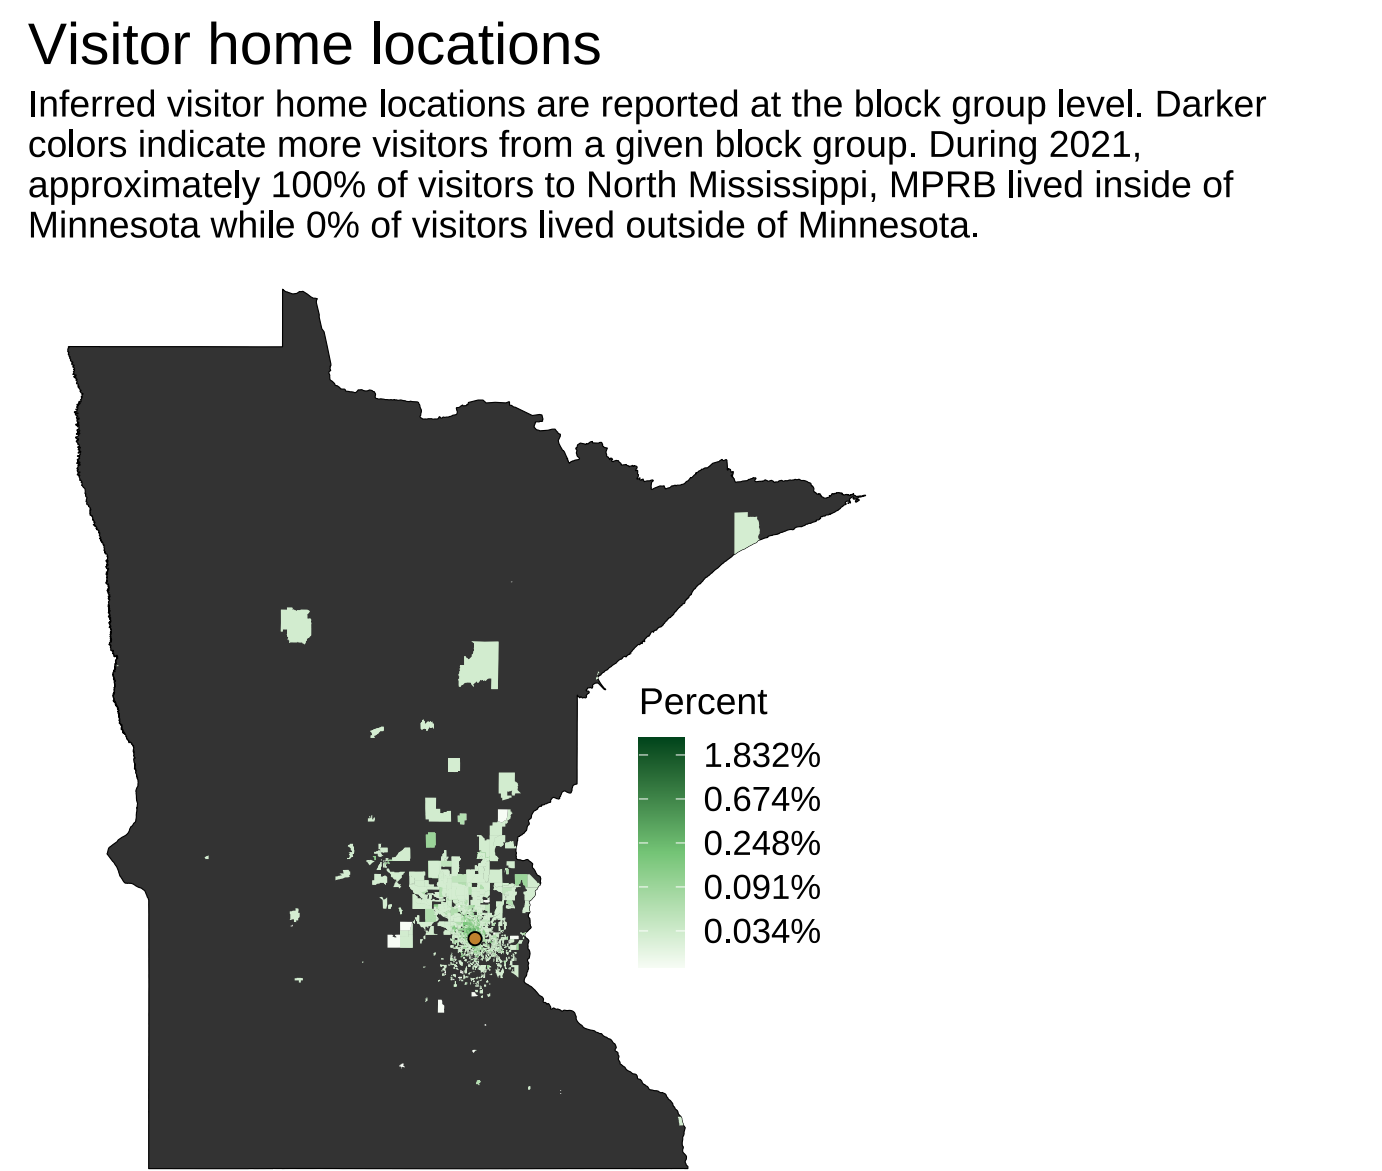 Visitor home locations
Inferred visitor home locations are reported at the block group level. Darker
colors indicate more visitors from a given block group. During 2021,
approximately 100% of visitors to North Mississippi, MPRB lived inside of
Minnesota while 0% of visitors lived outside of Minnesota.
Percent
1.832%
0.674%
0.248%
0.091%
0.034%